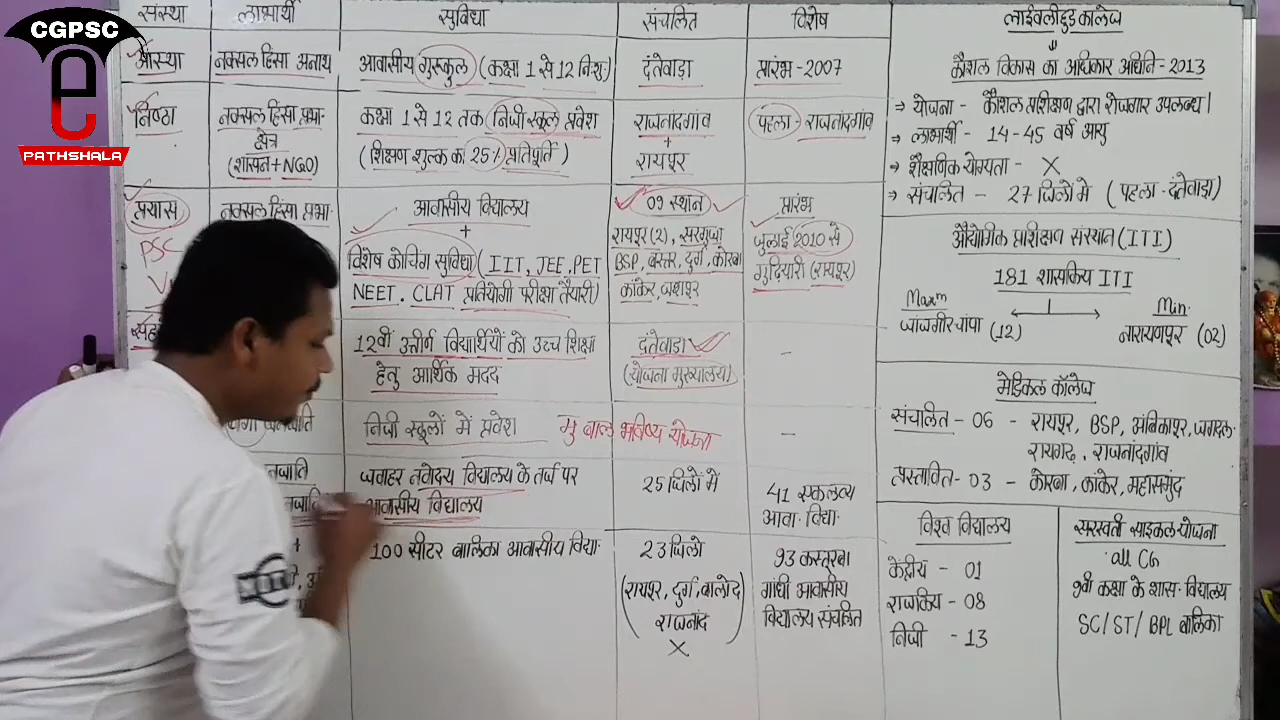 CGPSC
e
PATHSHALA
संस्था लाभार्थी सुविधा संचालित विशेष
आस्था नक्सल हिंसा अनाथ आवासीय गुरुकुल (कक्षा 1 से 12 निशु.) दंतेवाड़ा प्रारंभ-2007
निष्ठा नक्सल हिंसा प्रभा. क्षेत्र (शासन+NGO)
कक्षा 1 से 12 तक निजी स्कूल प्रवेश
(शिक्षण शुल्क का 25% प्रतिपूर्ति)
राजनांदगांव
+
रायपुर
पहला - राजनांदगांव
प्रयास नक्सल हिंसा प्रभा.
PSC
आवासीय विद्यालय
+
विशेष कोचिंग सुविधा (IIT, JEE, PET
NEET, CLAT प्रतियोगी परीक्षा तैयारी)
09 स्थान
रायपुर(2), सरगुजा
BSP, बस्तर, दुर्ग, कोरबा
कांकेर, जशपुर
प्रारंभ
जुलाई 2010 से
गुढ़ियारी (रायपुर)
12वीं उत्तीर्ण विद्यार्थियों को उच्च शिक्षा
हेतु आर्थिक मदद
दंतेवाड़ा
(योजना मुख्यालय)
-
निजी स्कूलों में प्रवेश मु बाल भविष्य योजना
-
जवाहर नवोदय विद्यालय के तर्ज पर
आवासीय विद्यालय
25 जिलों में
41 एकलव्य
आवा. विद्या.
+
100 सीटर बालिका आवासीय विद्या.
23 जिलो
(रायपुर, दुर्ग, बालोद
राजनांद)
X
93 कस्तूरबा
गांधी आवासीय
विद्यालय संचलित
लाईवलीहुड कालेज
⇓
कौशल विकास का अधिकार अधिनि-2013
→ योजना - कौशल प्रशिक्षण द्वारा रोजगार उपलब्ध।
→ लाभार्थी - 14-45 वर्ष आयु
→ शैक्षणिक योग्यता - X
→ संचलित - 27 जिलों मे (पहला-दंतेवाड़ा)
औद्योगिक प्रशिक्षण संस्थान (ITI)
181 शासकिय ITI
Maxm Min.
जांजगीर चांपा (12) नारायणपुर (02)
मेडिकल कॉलेज
संचलित - 06 - रायपुर, BSP, अंबिकापुर, जगदल.
रायगढ़, राजनांदगांव
प्रस्तावित - 03 - कोरबा, कांकेर, महासमुंद
विश्व विद्यालय
केंद्रीय - 01
राजकिय - 08
निजी - 13
सरस्वती साइकल योजना
all CG
9वी कक्षा के शास. विद्यालय
SC/ST/BPL बालिका